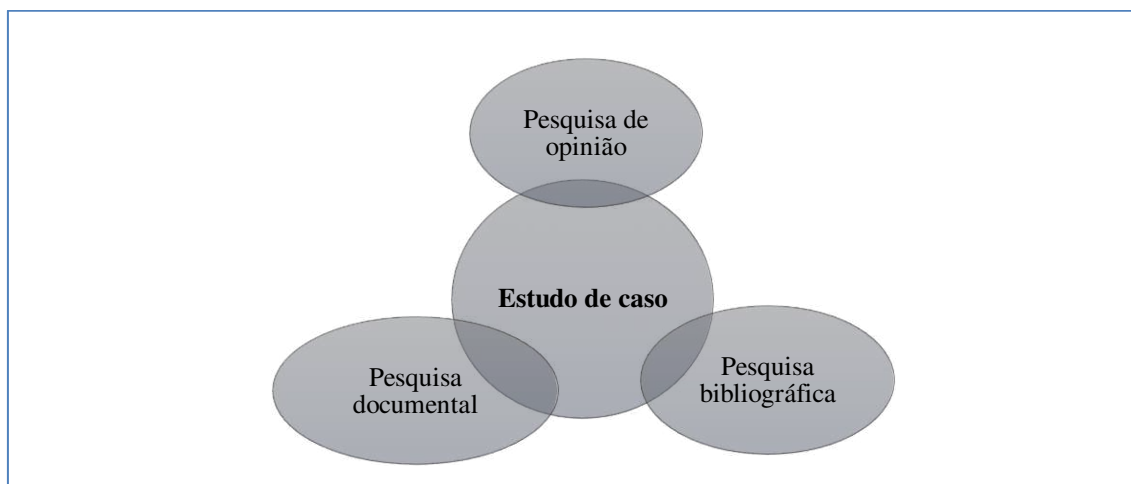 Pesquisa de
opinião
Estudo de caso
Pesquisa
documental
Pesquisa
bibliográfica